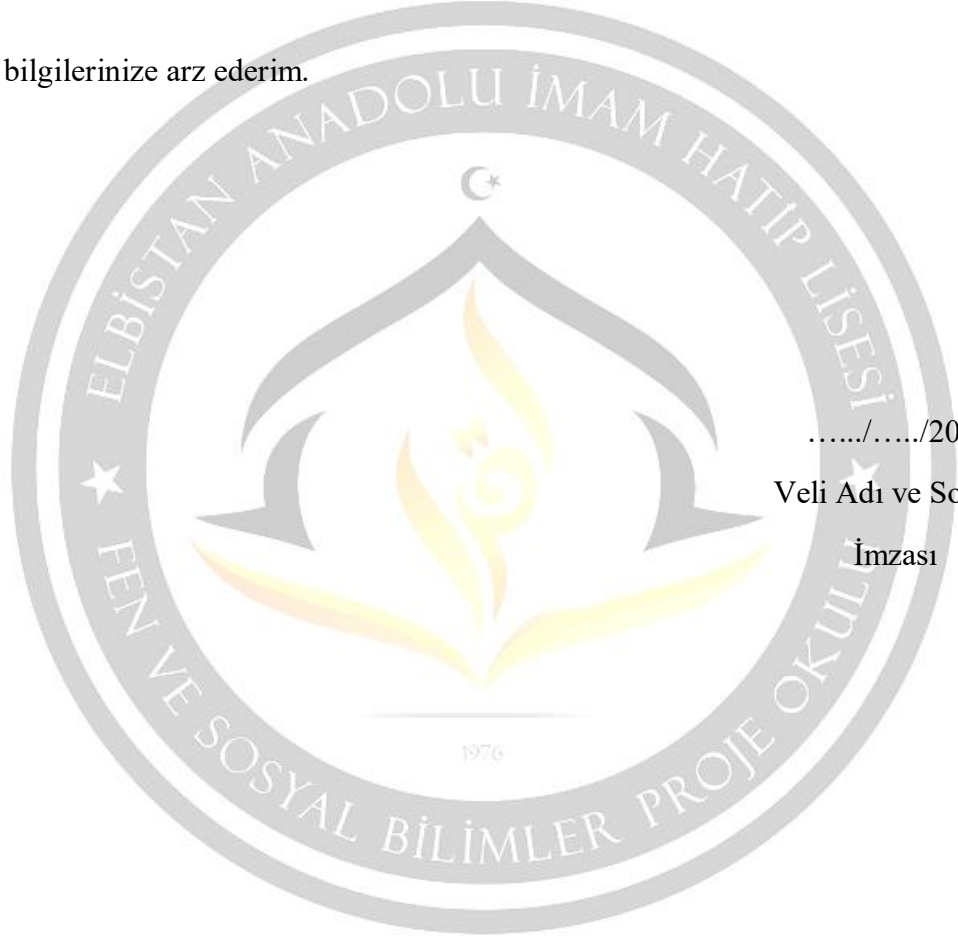 bilgilerinize arz ederim.
ELBİSTAN ANADOLU İMAM HATİP LİSESİ
…../…../20
Veli Adı ve So
İmzası
1976
FEN VE SOSYAL BİLİMLER PROJE OKULU